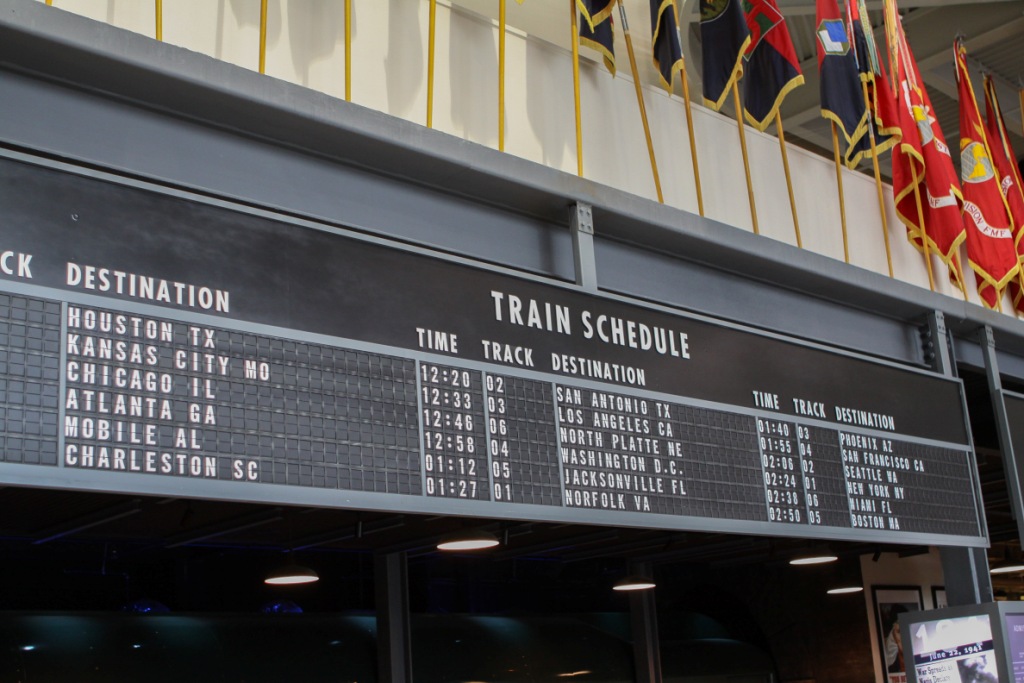 TRAIN SCHEDULE
CK DESTINATION
HOUSTON TX
KANSAS CITY MO
CHICAGO IL
ATLANTA GA
MOBILE AL
CHARLESTON SC
TIME TRACK DESTINATION
12:20 02 SAN ANTONIO TX
12:33 03 LOS ANGELES CA
12:46 06 NORTH PLATTE NE
12:58 04 WASHINGTON D.C.
01:12 05 JACKSONVILLE FL
01:27 01 NORFOLK VA
TIME TRACK DESTINATION
01:40 03 PHOENIX AZ
01:55 04 SAN FRANCISCO CA
02:06 02 SEATTLE WA
02:24 01 NEW YORK NY
02:38 06 MIAMI FL
02:50 05 BOSTON MA
June 22, 1941